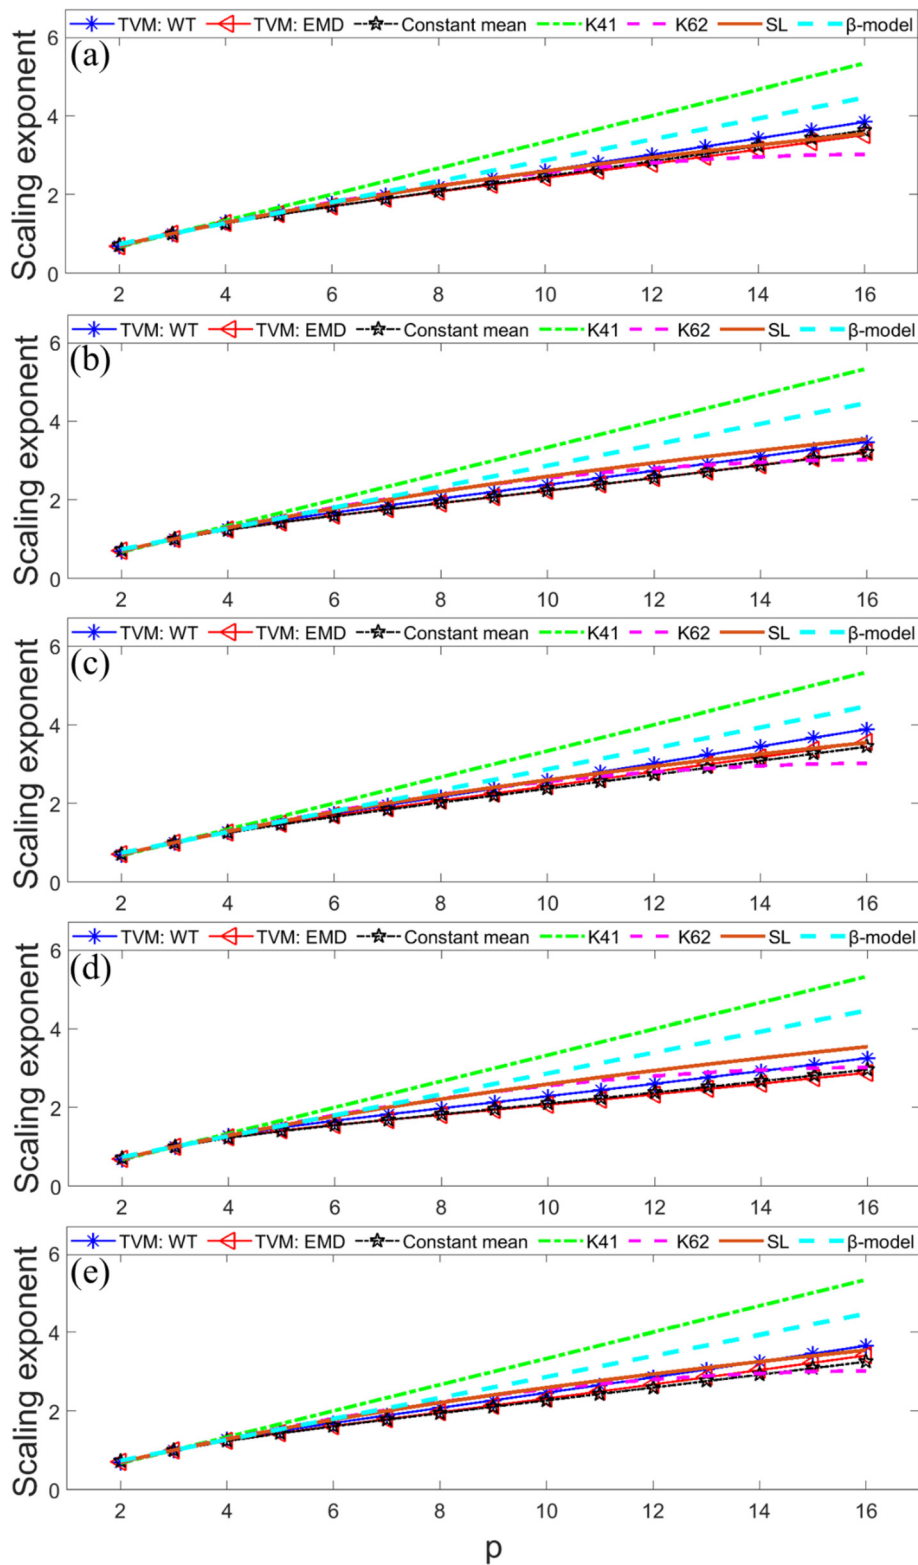 TVM: WT TVM: EMD Constant mean K41 K62 SL β-model
(a)
Scaling exponent
6
4
2
0
2 4 6 8 10 12 14 16
TVM: WT TVM: EMD Constant mean K41 K62 SL β-model
(b)
Scaling exponent
6
4
2
0
2 4 6 8 10 12 14 16
TVM: WT TVM: EMD Constant mean K41 K62 SL β-model
(c)
Scaling exponent
6
4
2
0
2 4 6 8 10 12 14 16
TVM: WT TVM: EMD Constant mean K41 K62 SL β-model
(d)
Scaling exponent
6
4
2
0
2 4 6 8 10 12 14 16
TVM: WT TVM: EMD Constant mean K41 K62 SL β-model
(e)
Scaling exponent
6
4
2
0
2 4 6 8 10 12 14 16
p